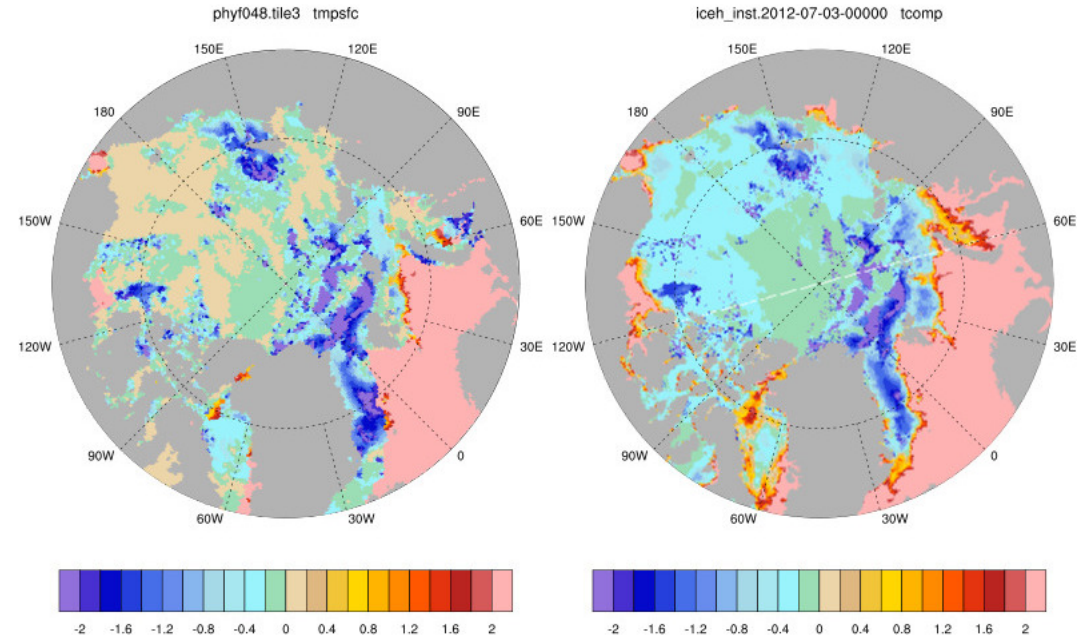 phyf048.tile3 tmpsfc
150E
120E
180
90E
150W
60E
120W
30E
90W
0
60W
30W
-2 -1.6 -1.2 -0.8 -0.4 0 0.4 0.8 1.2 1.6 2
iceh_inst.2012-07-03-00000 tcomp
150E
120E
180
90E
150W
60E
120W
30E
90W
0
60W
30W
-2 -1.6 -1.2 -0.8 -0.4 0 0.4 0.8 1.2 1.6 2